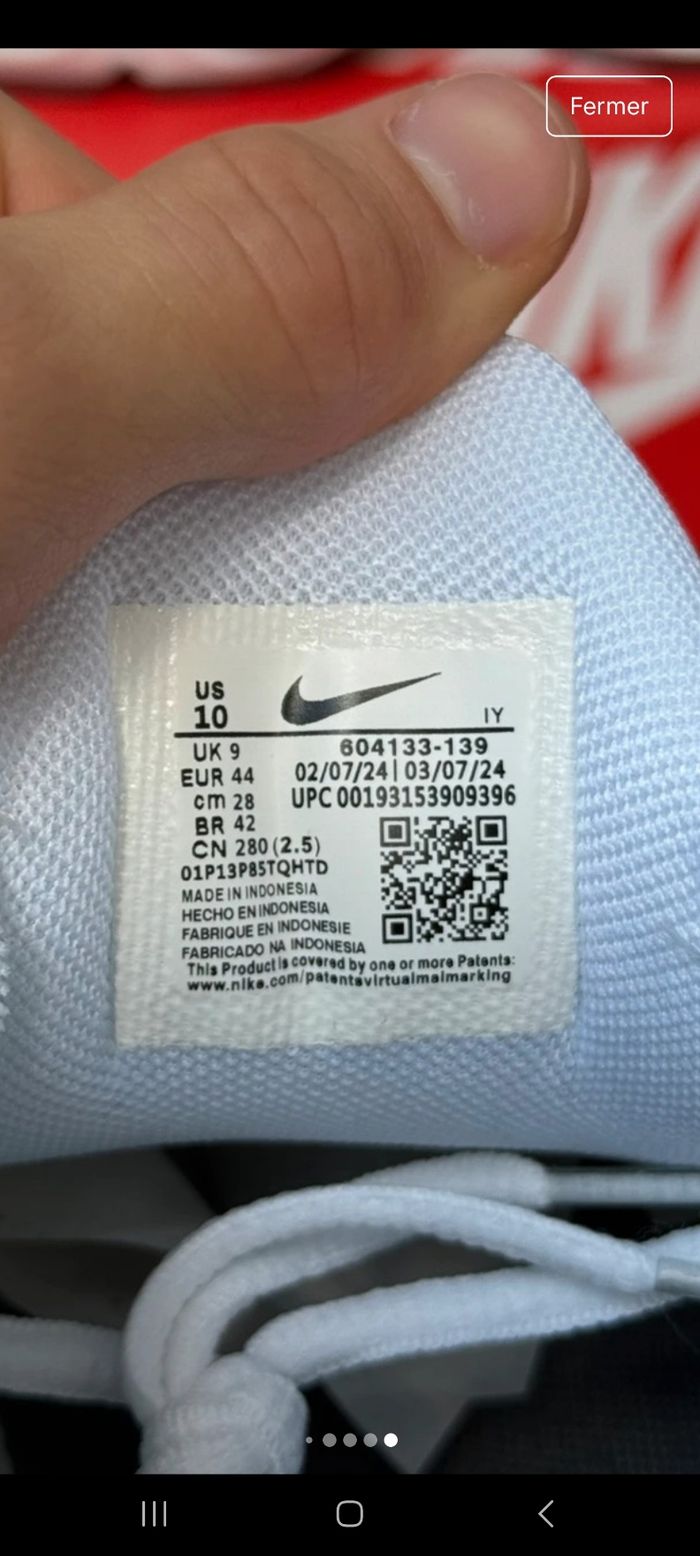 Fermer
US
10
IY
UK 9
604133-139
EUR 44
02/07/24 | 03/07/24
cm 28
UPC 00193153909396
BR 42
CN 280 (2.5)
01P13P85TQHTD
MADE IN INDONESIA
HECHO EN INDONESIA
FABRIQUE EN INDONESIE
FABRICADO NA INDONESIA
This Product is covered by one or more Patents:
www.nike.com/patentsvirtualmalmarking